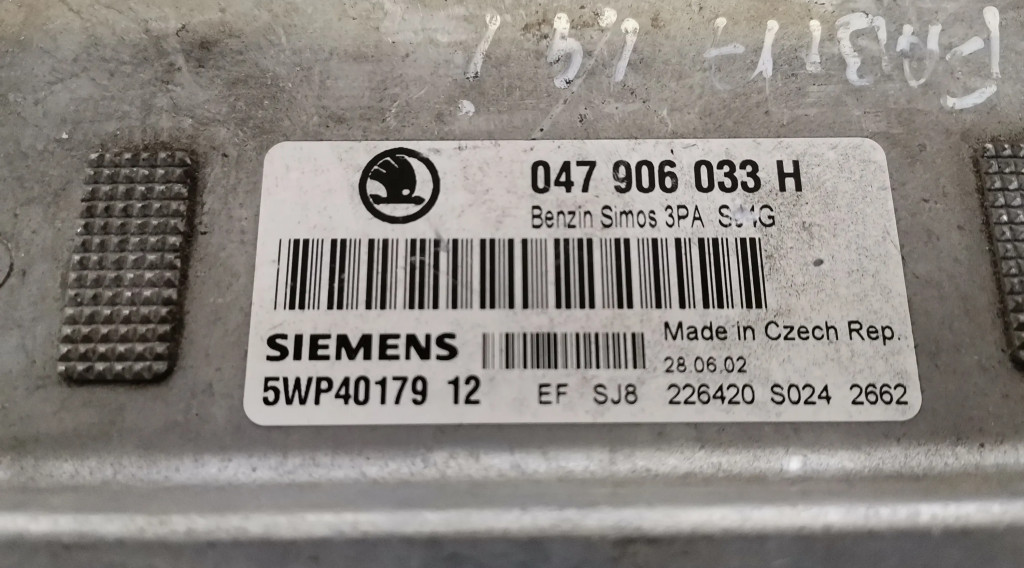 047 906 033 H
Benzin Simos 3PA
SIEMENS
Made in Czech Rep.
28.06.02
5WP40179 12
EF SJ8 226420 S024 2662